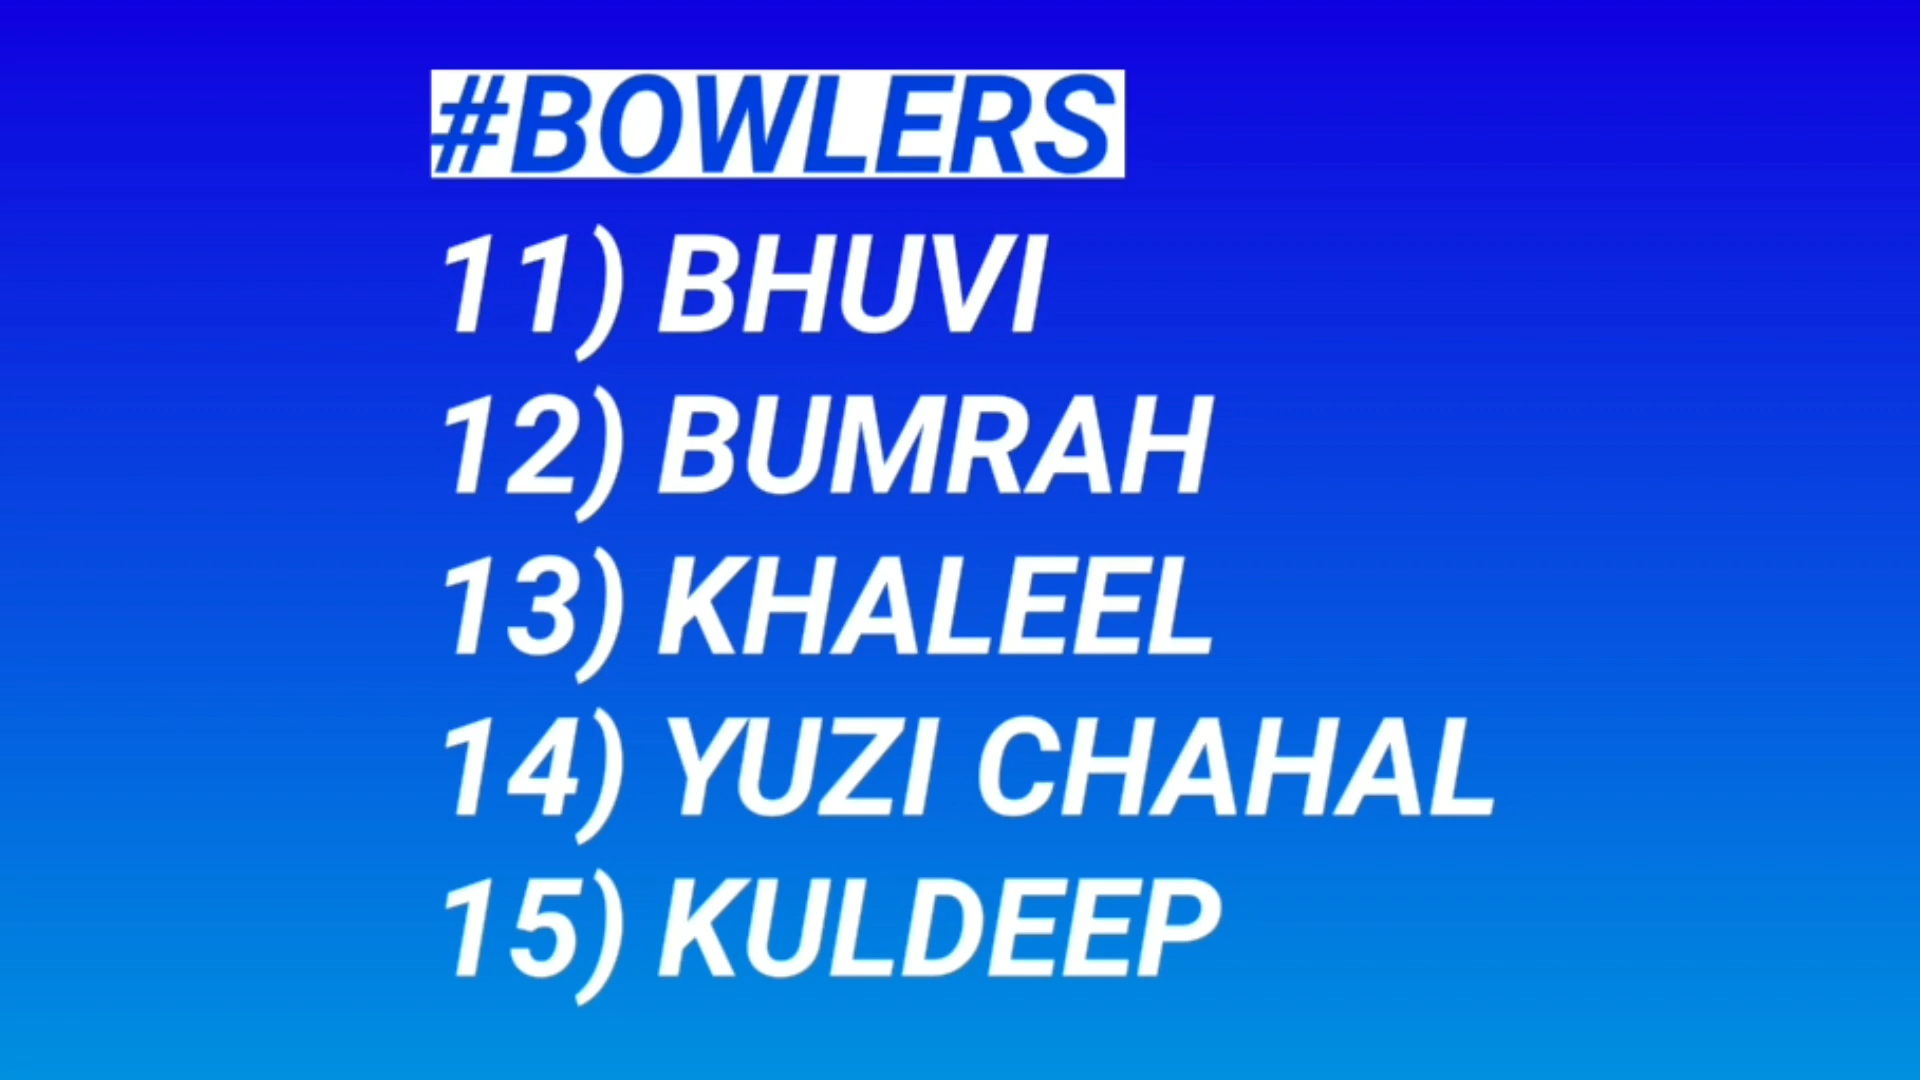 #BOWLERS
11) BHUVI
12) BUMRAH
13) KHALEEL
14) YUZI CHAHAL
15) KULDEEP